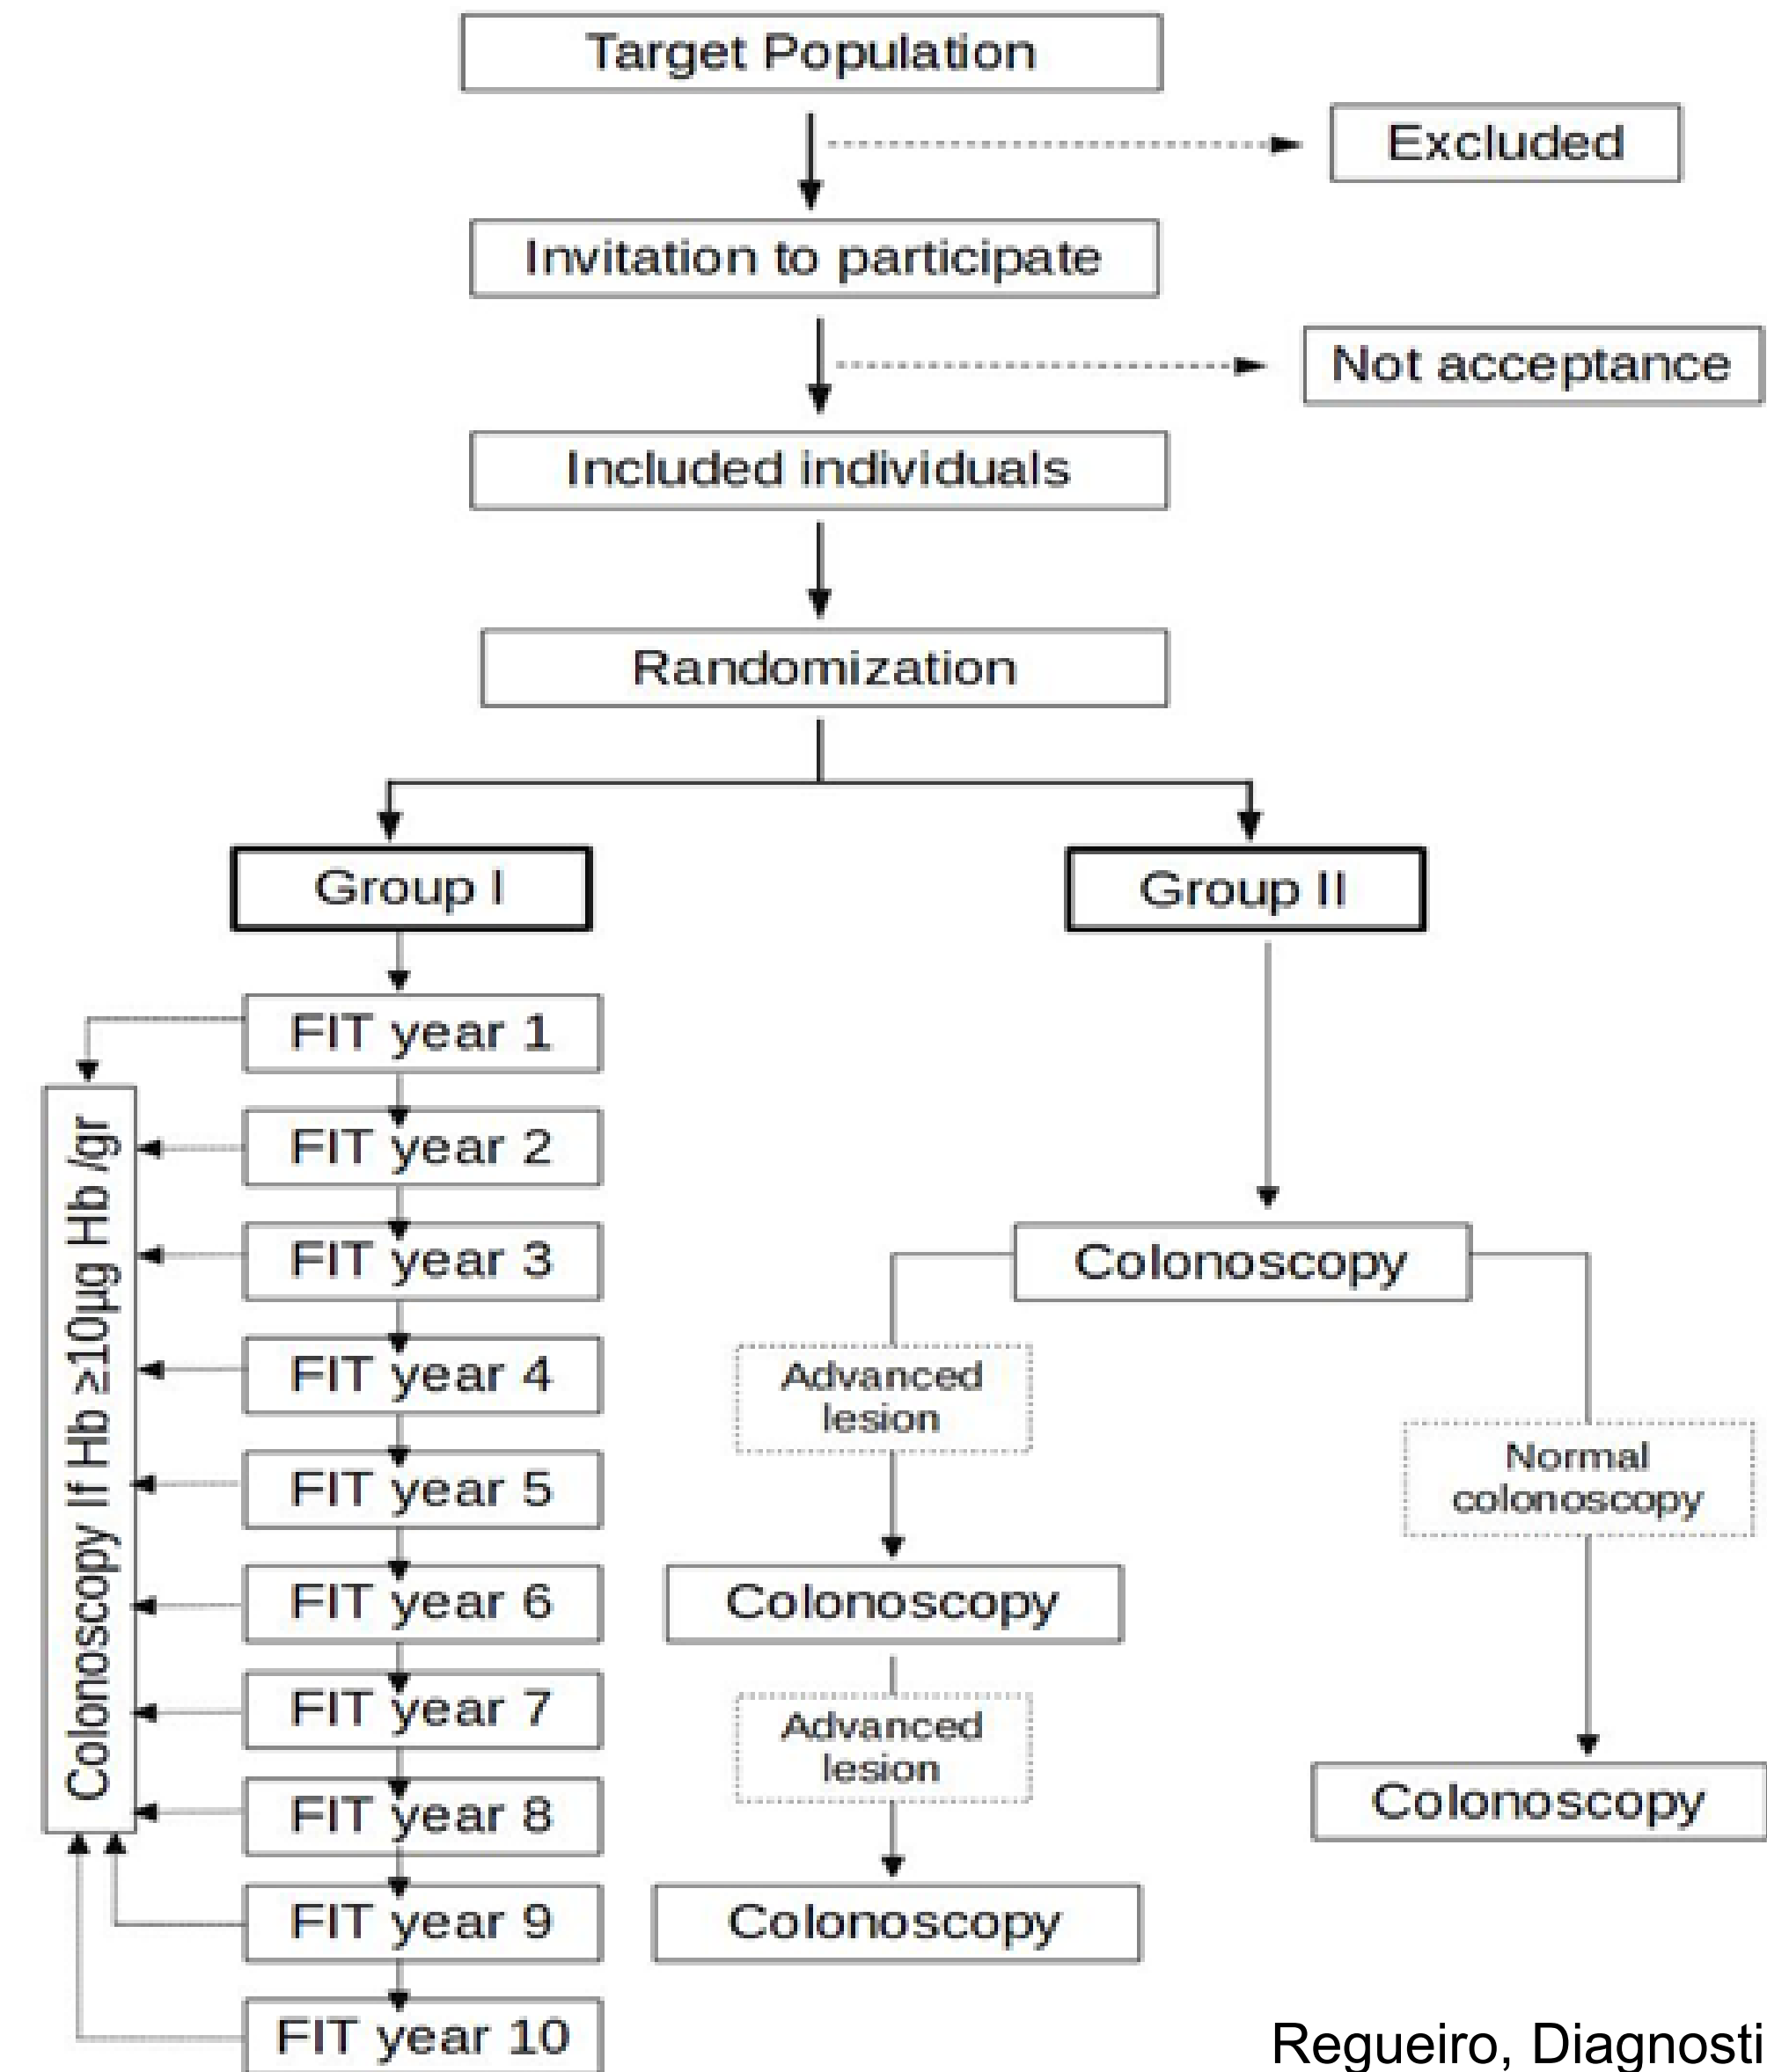 Target Population
Excluded
Invitation to participate
Not acceptance
Included individuals
Randomization
Group I
Group II
FIT year 1
FIT year 2
FIT year 3
FIT year 4
FIT year 5
FIT year 6
FIT year 7
FIT year 8
FIT year 9
FIT year 10
Colonoscopy If Hb ≥10µg Hb /gr
Colonoscopy
Advanced
lesion
Normal
colonoscopy
Colonoscopy
Advanced
lesion
Colonoscopy
Colonoscopy
Regueiro, Diagnosti